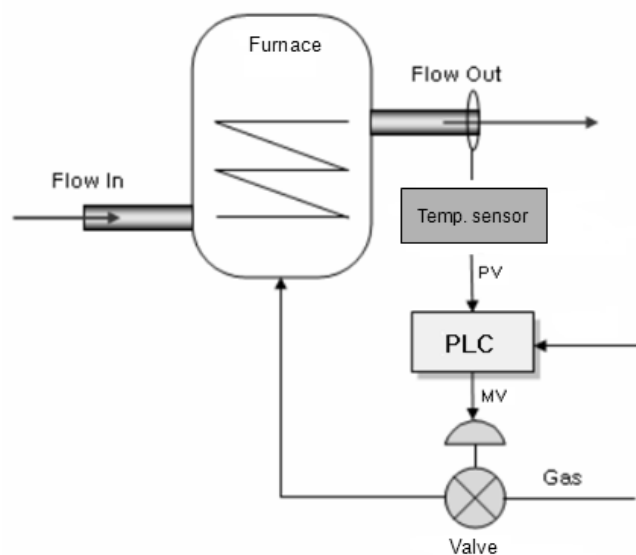 Furnace
Flow Out
Flow In
Temp. sensor
PV
PLC
MV
Gas
Valve